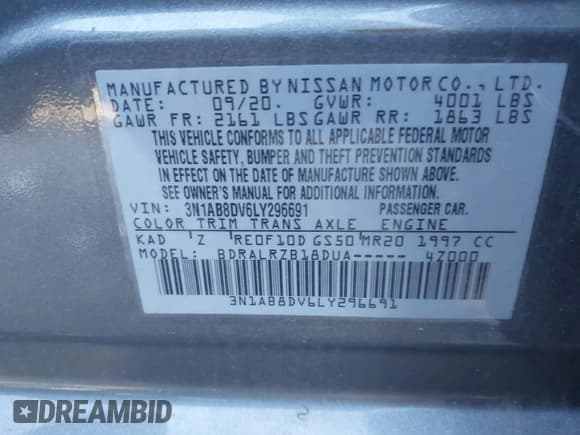 MANUFACTURED BY NISSAN MOTOR CO., LTD.
DATE: 09/20. GVWR: 4001 LBS
GAWR FR: 2161 LBS GAWR RR: 1863 LBS
THIS VEHICLE CONFORMS TO ALL APPLICABLE FEDERAL MOTOR
VEHICLE SAFETY, BUMPER AND THEFT PREVENTION STANDARDS
IN EFFECT ON THE DATE OF MANUFACTURE SHOWN ABOVE.
SEE OWNER'S MANUAL FOR ADDITIONAL INFORMATION.
VIN: 3N1AB8DV6LY296691 PASSENGER CAR.
COLOR TRIM TRANS AXLE ENGINE
KAD Z RE0F10D GS50 MR20 1997 CC
MODEL: BDRALRZB18DUA----- 4Z000
3N1AB8DV6LY296691
DREAMBID